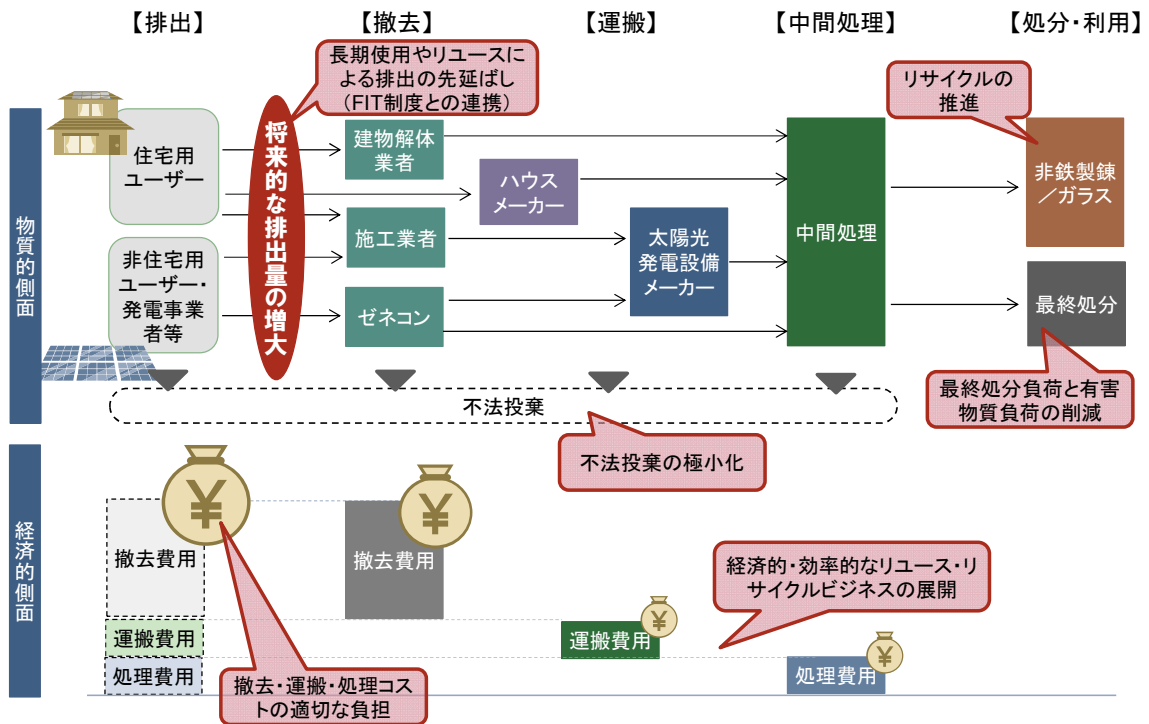 【排出】
【撤去】
【運搬】
【中間処理】
【処分・利用】
長期使用やリユースに
よる排出の先延ばし
（FIT制度との連携）
リサイクルの
推進
物質的側面
住宅用
ユーザー
非住宅用
ユーザー・
発電事業
者等
将来的な排出量の増大
建物解体
業者
施工業者
ゼネコン
ハウス
メーカー
太陽光
発電設備
メーカー
中間処理
非鉄製錬
／ガラス
最終処分
最終処分負荷と有害
物質負荷の削減
不法投棄
不法投棄の極小化
経済的側面
¥
撤去費用
運搬費用
処理費用
撤去・運搬・処理コス
トの適切な負担
¥
撤去費用
¥
運搬費用
経済的・効率的なリユース・リ
サイクルビジネスの展開
¥
処理費用